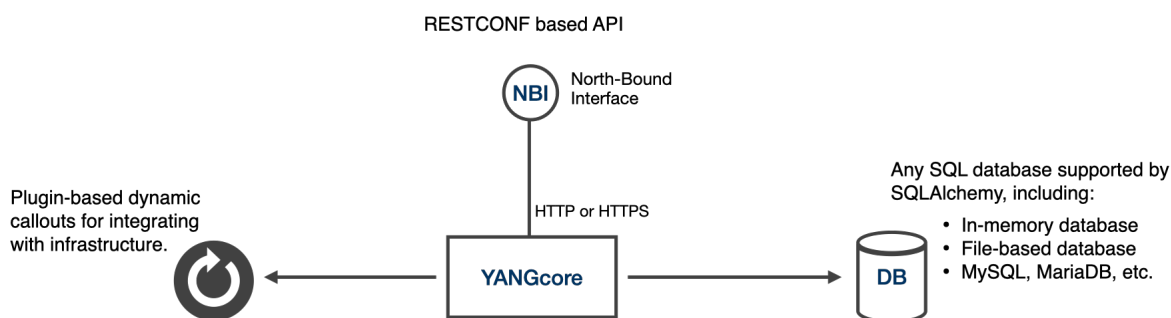 RESTCONF based API
NBI
North-Bound
Interface
HTTP or HTTPS
Plugin-based dynamic
callouts for integrating
with infrastructure.
YANGcore
Any SQL database supported by
SQLAlchemy, including:
• In-memory database
• File-based database
• MySQL, MariaDB, etc.
DB